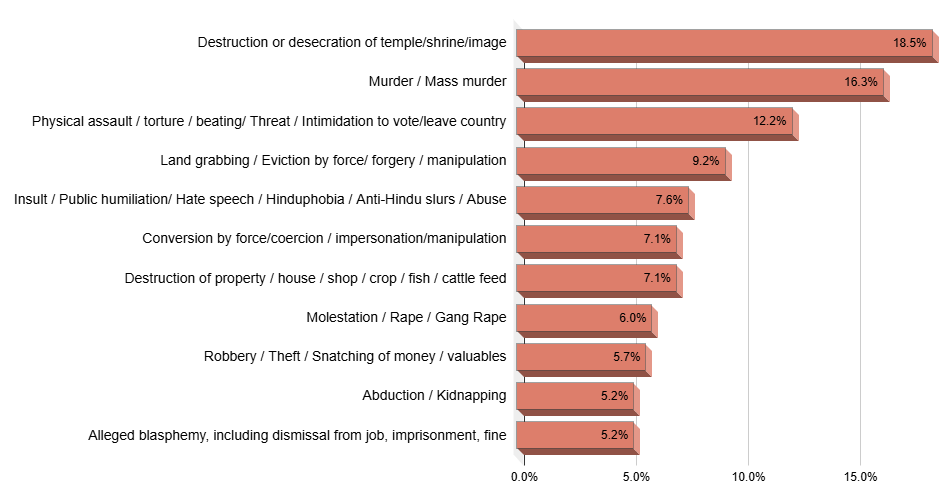 Destruction or desecration of temple/shrine/image 18.5%
Murder / Mass murder 16.3%
Physical assault / torture / beating/ Threat / Intimidation to vote/leave country 12.2%
Land grabbing / Eviction by force/ forgery / manipulation 9.2%
Insult / Public humiliation/ Hate speech / Hinduphobia / Anti-Hindu slurs / Abuse 7.6%
Conversion by force/coercion / impersonation/manipulation 7.1%
Destruction of property / house / shop / crop / fish / cattle feed 7.1%
Molestation / Rape / Gang Rape 6.0%
Robbery / Theft / Snatching of money / valuables 5.7%
Abduction / Kidnapping 5.2%
Alleged blasphemy, including dismissal from job, imprisonment, fine 5.2%
0.0% 5.0% 10.0% 15.0%